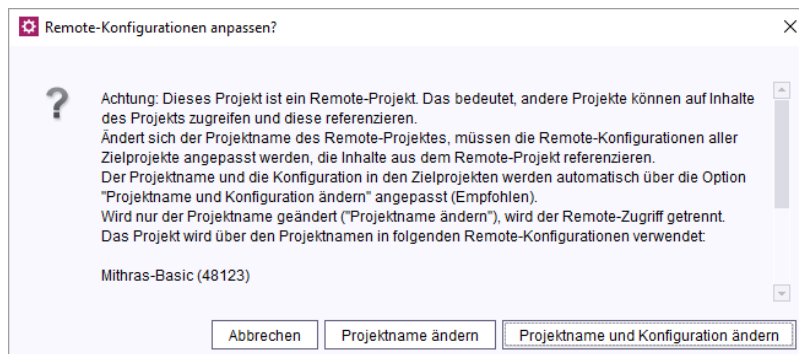 Remote-Konfigurationen anpassen?
Achtung: Dieses Projekt ist ein Remote-Projekt. Das bedeutet, andere Projekte können auf Inhalte
des Projekts zugreifen und diese referenzieren.
Ändert sich der Projektname des Remote-Projektes, müssen die Remote-Konfigurationen aller
Zielprojekte angepasst werden, die Inhalte aus dem Remote-Projekt referenzieren.
Der Projektname und die Konfiguration in den Zielprojekten werden automatisch über die Option
"Projektname und Konfiguration ändern" angepasst (Empfohlen).
Wird nur der Projektname geändert ("Projektname ändern"), wird der Remote-Zugriff getrennt.
Das Projekt wird über den Projektnamen in folgenden Remote-Konfigurationen verwendet:
Mithras-Basic (48123)
Abbrechen Projektname ändern Projektname und Konfiguration ändern